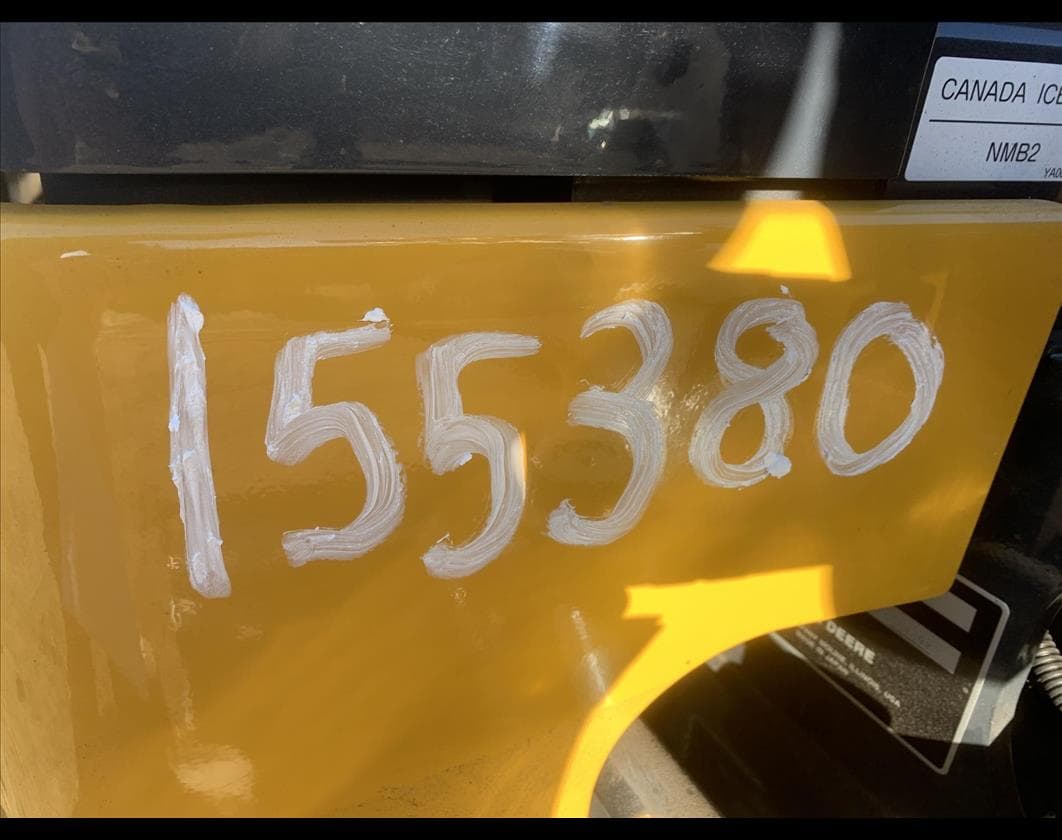 CANADA ICE
NMB2
155380
DEERE